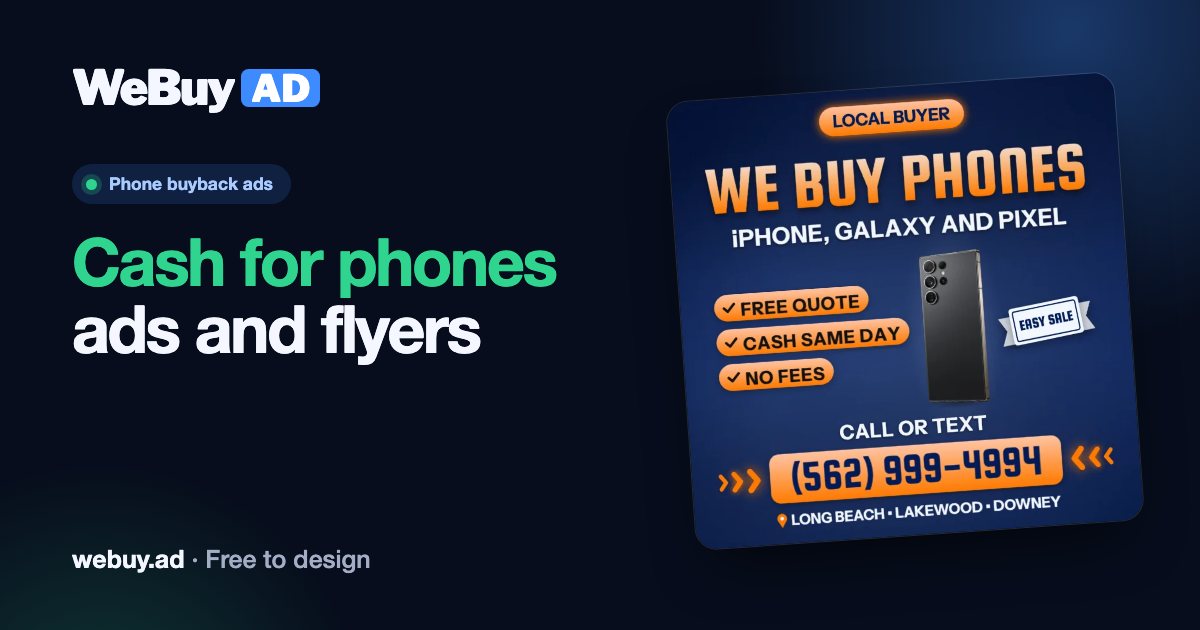 WeBuy AD
Phone buyback ads
Cash for phones
ads and flyers
webuy.ad · Free to design
LOCAL BUYER
WE BUY PHONES
iPHONE, GALAXY AND PIXEL
FREE QUOTE
CASH SAME DAY
NO FEES
EASY SALE
CALL OR TEXT
(562) 999-4994
LONG BEACH • LAKEWOOD • DOWNEY